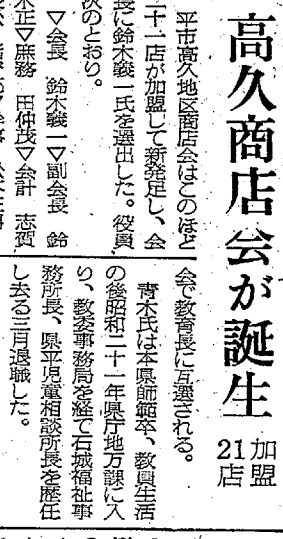 高久商店会が誕生
加盟
21店
平市高久地区商店会はこのほど
二十一店が加盟して新発足し、会
長に鈴木義一氏を選出した。役員
次のとおり。
▽会長 鈴木義一▽副会長 鈴
木正▽庶務 田仲茂▽会計 志賀
会で教育長に互選される。
青木氏は本県師範卒、教員生活
の後昭和二十一年県庁地方課に入
り、教委事務局を経て石城福祉事
務所長、県平児童相談所長を歴任
し去る三月退職した。